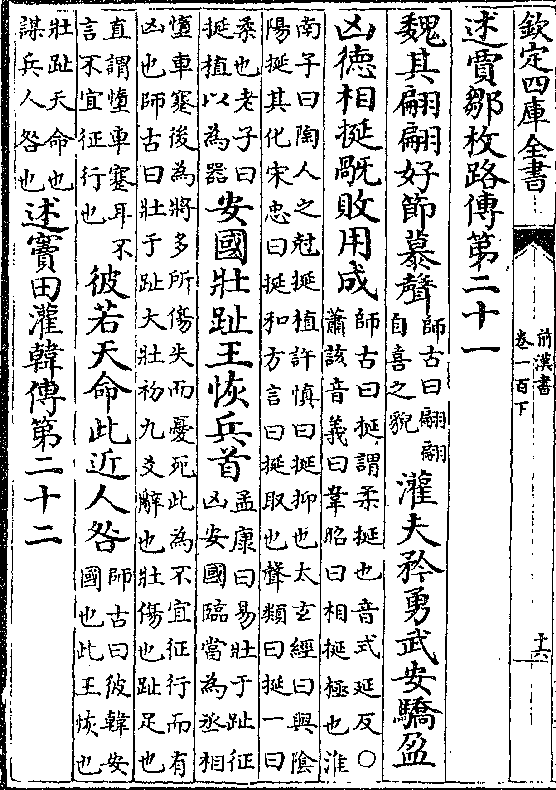 欽定四庫全書
前漢書
卷一百下
十六
述賈鄒枚路傳第二十一
魏其翩翩好節慕聲
師古曰翩翩
自喜之貌
灌夫矜勇武安驕盈
凶德相挻旤敗用成
師古曰挻謂柔挻也音式延反〇
蕭該音義曰韋昭曰相挻極也淮
南子曰陶人之剋挻植許慎曰挻抑也太玄經曰與陰
陽挻其化宋忠曰挻和方言曰挻取也聲類曰挻一曰
柔也老子曰
挻植以為器
安國壯趾王恢兵首
孟康曰易壯于趾征
凶安國臨當為丞相
墮車蹇後為將多所傷失而憂死此為不宜征行而有
凶也師古曰壯于趾大壯初九爻辭也壯傷也趾足也
直謂墮車蹇耳不
言不宜征行也
彼若天命此近人咎
師古曰彼韓安
國也此王恢也
壯趾天命也
謀兵人咎也
述竇田灌韓傳第二十二